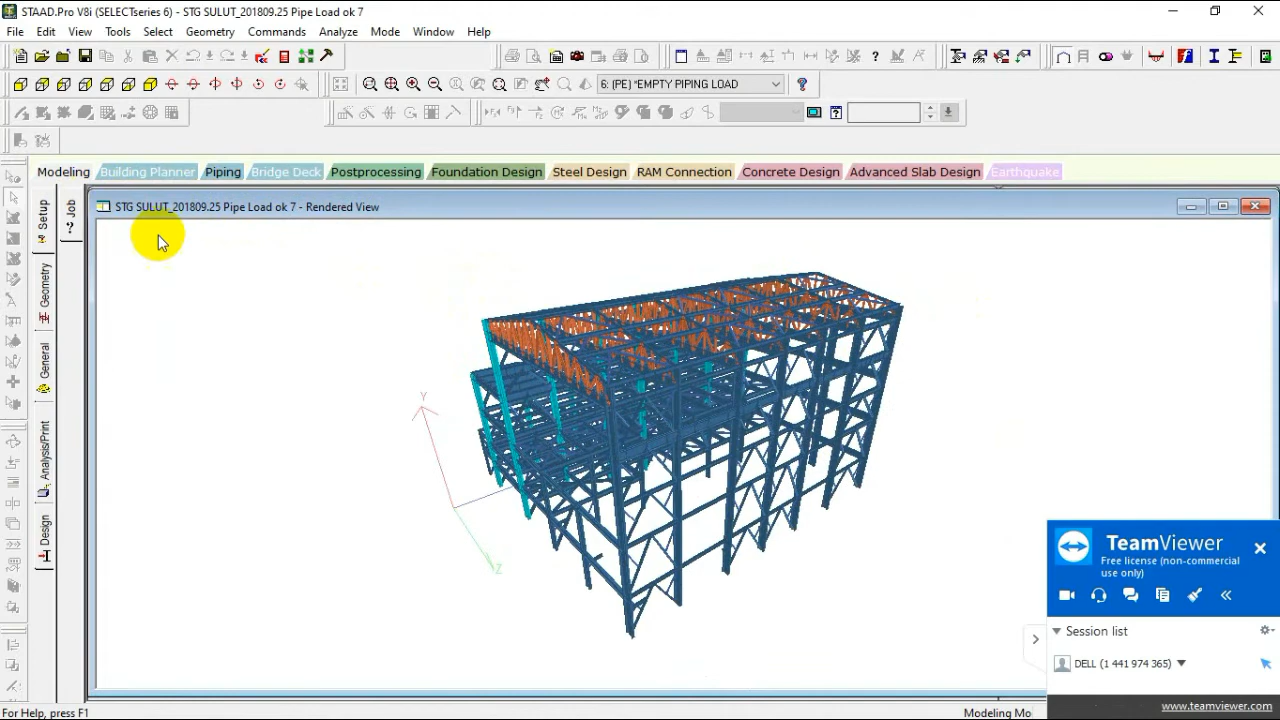 STAAD.Pro V8i (SELECTseries 6) - STG SULUT_201809.25 Pipe Load ok 7
File Edit View Tools Select Geometry Commands Analyze Mode Window Help
6: [PE] *EMPTY PIPING LOAD
Modeling Building Planner Piping Bridge Deck Postprocessing Foundation Design Steel Design RAM Connection Concrete Design Advanced Slab Design Earthquake
Setup
Job
STG SULUT_201809.25 Pipe Load ok 7 - Rendered View
Geometry
General
Analysis/Print
Design
Y
Z
TeamViewer
Free license (non-commercial
use only)
Session list
DELL (1 441 974 365)
www.teamviewer.com
For Help, press F1
Modeling Mo